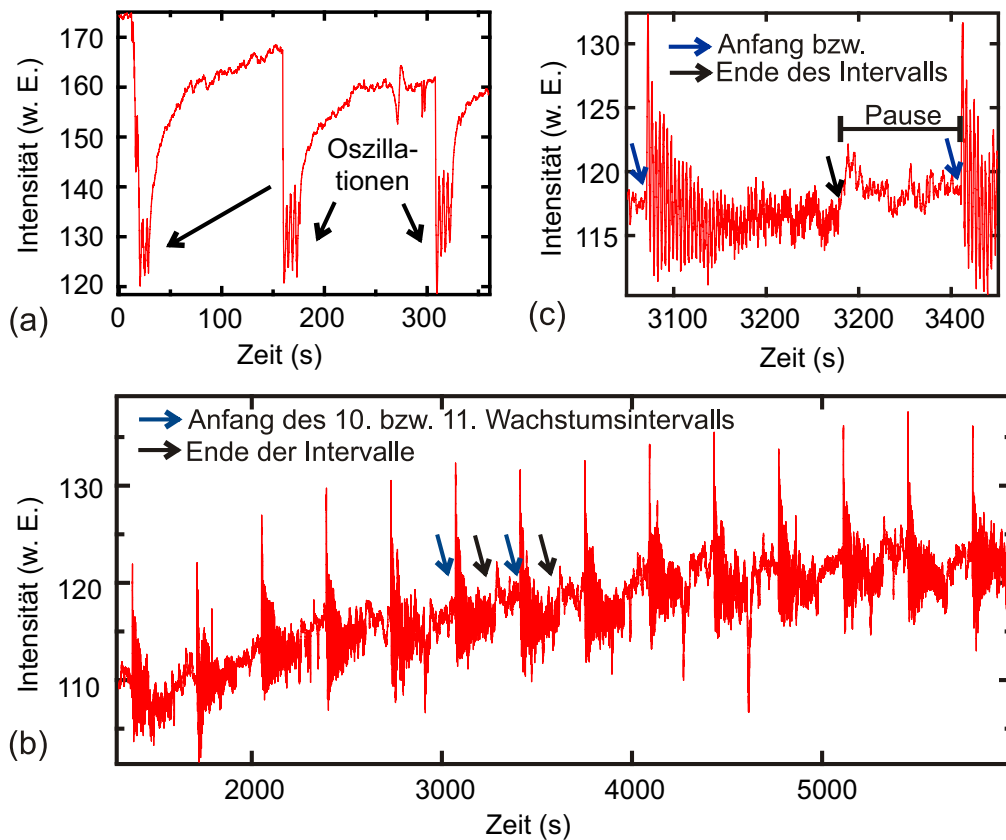 170
160
150
140
130
120
Intensität (w. E.)
Oszilla-
tionen
0
100
200
300
Zeit (s)
(a)
130
125
120
115
Intensität (w. E.)
Anfang bzw.
Ende des Intervalls
Pause
3100
3200
3200
3400
Zeit (s)
(c)
Anfang des 10. bzw. 11. Wachstumsintervalls
Ende der Intervalle
130
120
110
Intensität (w. E.)
(b)
2000
3000
4000
5000
Zeit (s)